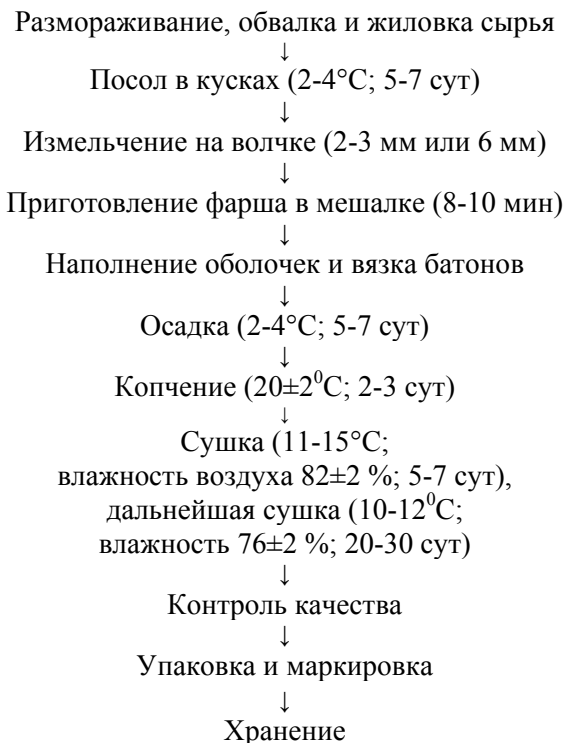 Размораживание, обвалка и жиловка сырья
↓
Посол в кусках (2-4°С; 5-7 сут)
↓
Измельчение на волчке (2-3 мм или 6 мм)
↓
Приготовление фарша в мешалке (8-10 мин)
↓
Наполнение оболочек и вязка батонов
↓
Осадка (2-4°С; 5-7 сут)
↓
Копчение (20±2⁰С; 2-3 сут)
↓
Сушка (11-15°С;
влажность воздуха 82±2 %; 5-7 сут),
дальнейшая сушка (10-12⁰С;
влажность 76±2 %; 20-30 сут)
↓
Контроль качества
↓
Упаковка и маркировка
↓
Хранение